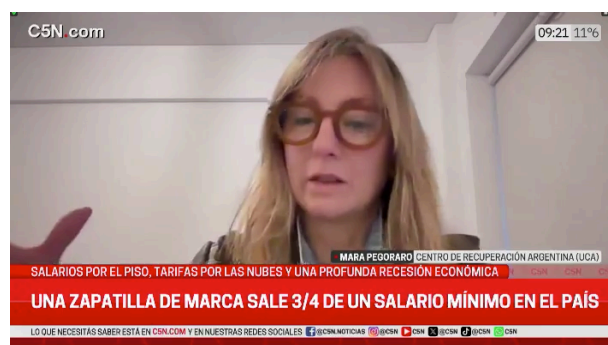 C5N.com
09:21 11°6
MARA PEGORARO CENTRO DE RECUPERACIÓN ARGENTINA (UCA)
SALARIOS POR EL PISO, TARIFAS POR LAS NUBES Y UNA PROFUNDA RECESIÓN ECONÓMICA
UNA ZAPATILLA DE MARCA SALE 3/4 DE UN SALARIO MÍNIMO EN EL PAÍS
LO QUE NECESITÁS SABER ESTÁ EN C5N.COM Y EN NUESTRAS REDES SOCIALES @C5N.NOTICIAS @C5N C5N @C5N @C5N C5N